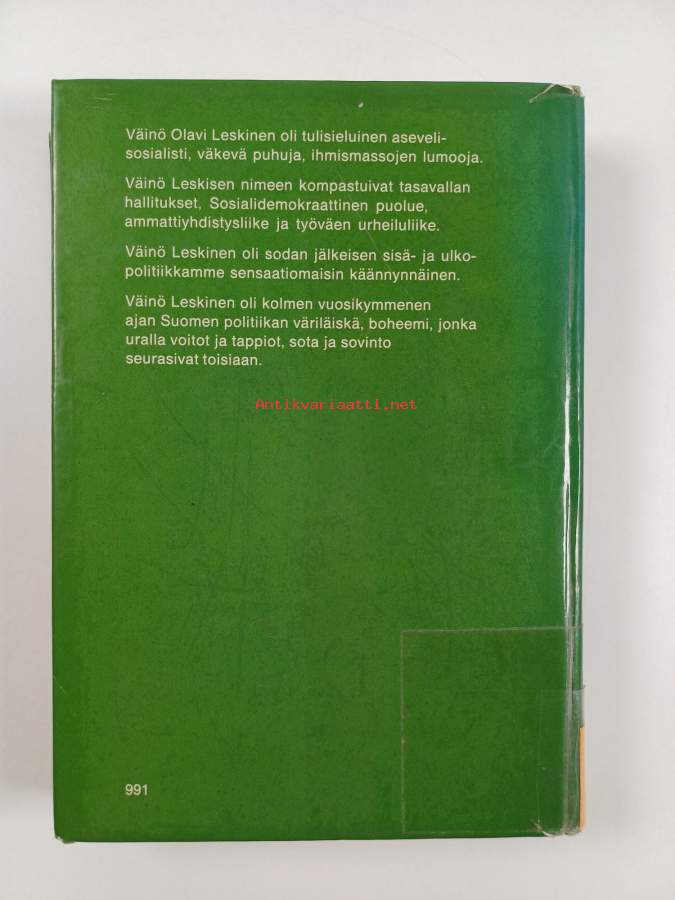 Väinö Olavi Leskinen oli tulisieluinen aseveli-
sosialisti, väkevä puhuja, ihmismassojen lumooja.
Väinö Leskisen nimeen kompastuivat tasavallan
hallitukset, Sosialidemokraattinen puolue,
ammattiyhdistysliike ja työväen urheiluliike.
Väinö Leskinen oli sodan jälkeisen sisä- ja ulko-
politiikkamme sensaatiomaisin käännynnäinen.
Väinö Leskinen oli kolmen vuosikymmenen
ajan Suomen politiikan väriläiskä, boheemi, jonka
uralla voitot ja tappiot, sota ja sovinto
seurasivat toisiaan.
Antikvariaatti.net
991